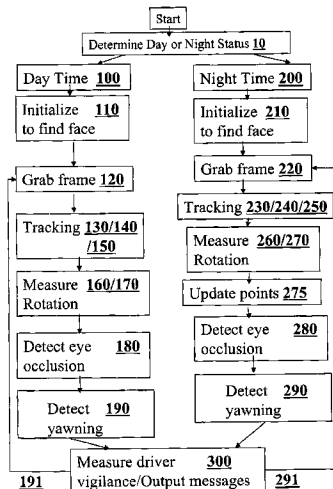 Start
Determine Day or Night Status 10
Day Time 100
Initialize 110
to find face
Grab frame 120
Tracking 130/140
/150
Measure 160/170
Rotation
Detect eye 180
occlusion
Detect 190
yawning
Night Time 200
Initialize 210
to find face
Grab frame 220
Tracking 230/240/250
Measure 260/270
Rotation
Update points 275
Detect eye 280
occlusion
Detect 290
yawning
191
Measure driver 300
vigilance/Output messages
291